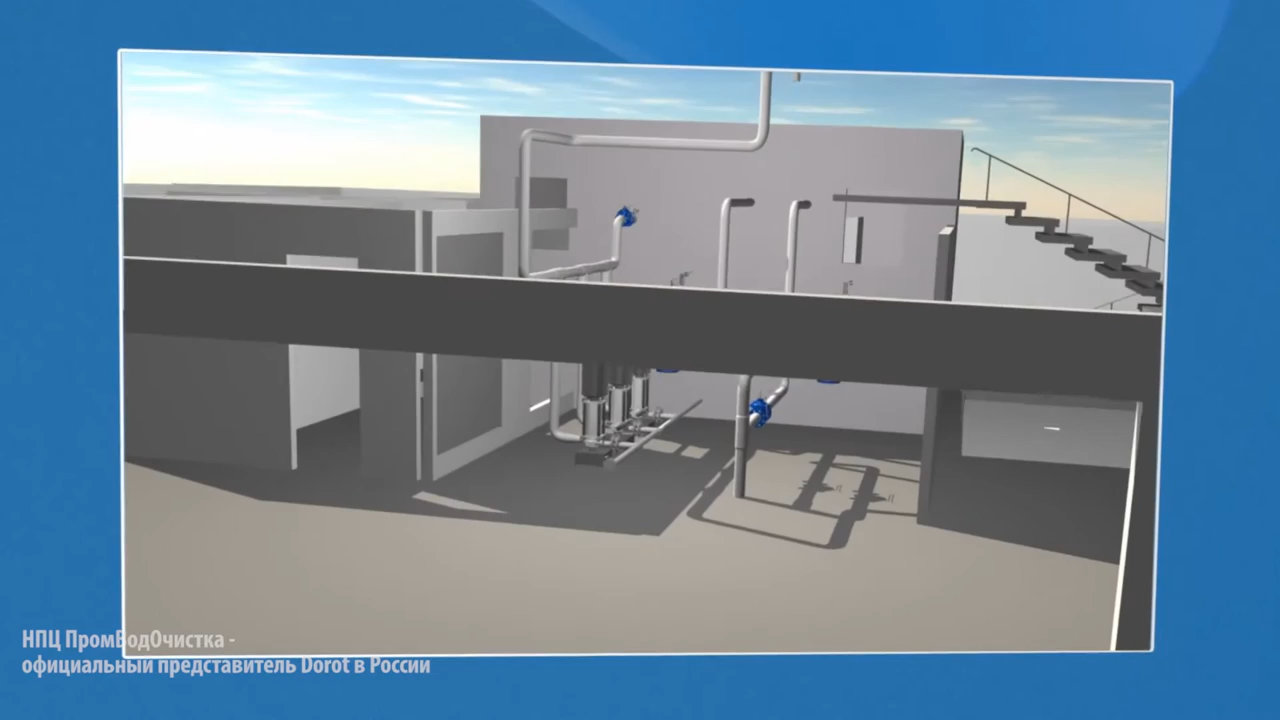 НПЦ ПромВодОчистка -
официальный представитель Dorot в России